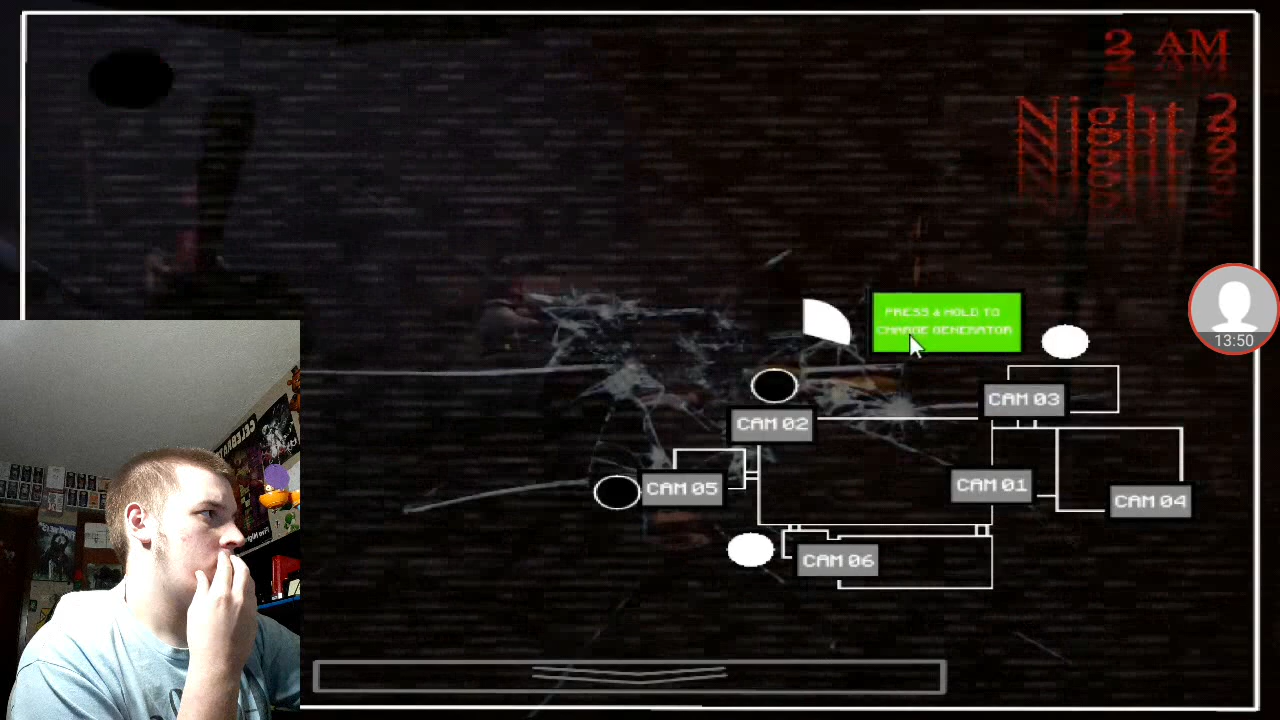 2 AM
Night 2
PRESS & HOLD TO
CHARGE GENERATOR
13:50
CAM 03
CAM 02
CAM 05
CAM 01
CAM 04
CAM 06